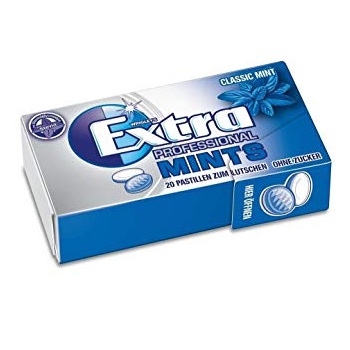 CLASSIC MINT
WRIGLEY'S
Extra
PROFESSIONAL
MINTS
20 PASTILLEN ZUM LUTSCHEN
OHNE ZUCKER
HIER ÖFFNEN